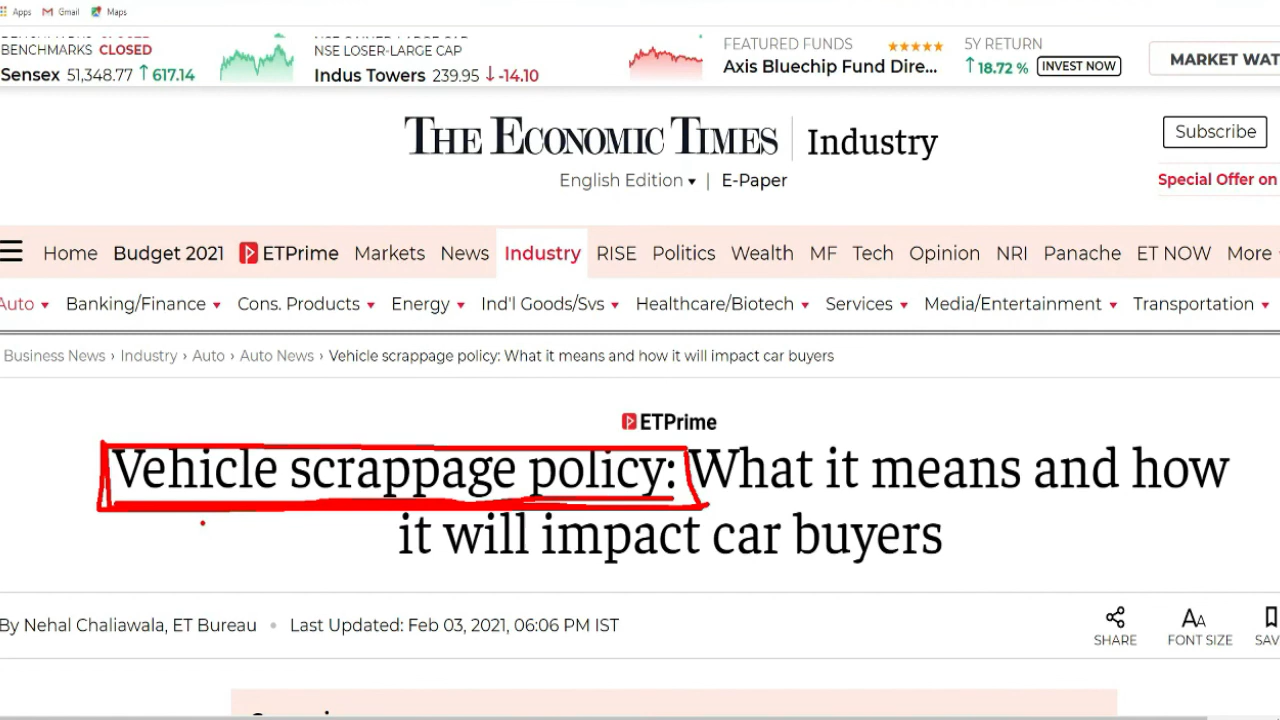 Apps Gmail Maps
BENCHMARKS CLOSED
NSE LOSER-LARGE CAP
FEATURED FUNDS ★★★★★ 5Y RETURN
Sensex 51,348.77 ↑ 617.14
Indus Towers 239.95 ↓ -14.10
Axis Bluechip Fund Dire... ↑ 18.72 % INVEST NOW
MARKET WAT
THE ECONOMIC TIMES | Industry
Subscribe
English Edition ▾ | E-Paper
Special Offer on
Home Budget 2021 ETPrime Markets News Industry RISE Politics Wealth MF Tech Opinion NRI Panache ET NOW More
Auto ▾ Banking/Finance ▾ Cons. Products ▾ Energy ▾ Ind'l Goods/Svs ▾ Healthcare/Biotech ▾ Services ▾ Media/Entertainment ▾ Transportation ▾
Business News › Industry › Auto › Auto News › Vehicle scrappage policy: What it means and how it will impact car buyers
ETPrime
Vehicle scrappage policy: What it means and how
it will impact car buyers
By Nehal Chaliawala, ET Bureau • Last Updated: Feb 03, 2021, 06:06 PM IST
SHARE AA FONT SIZE SAV